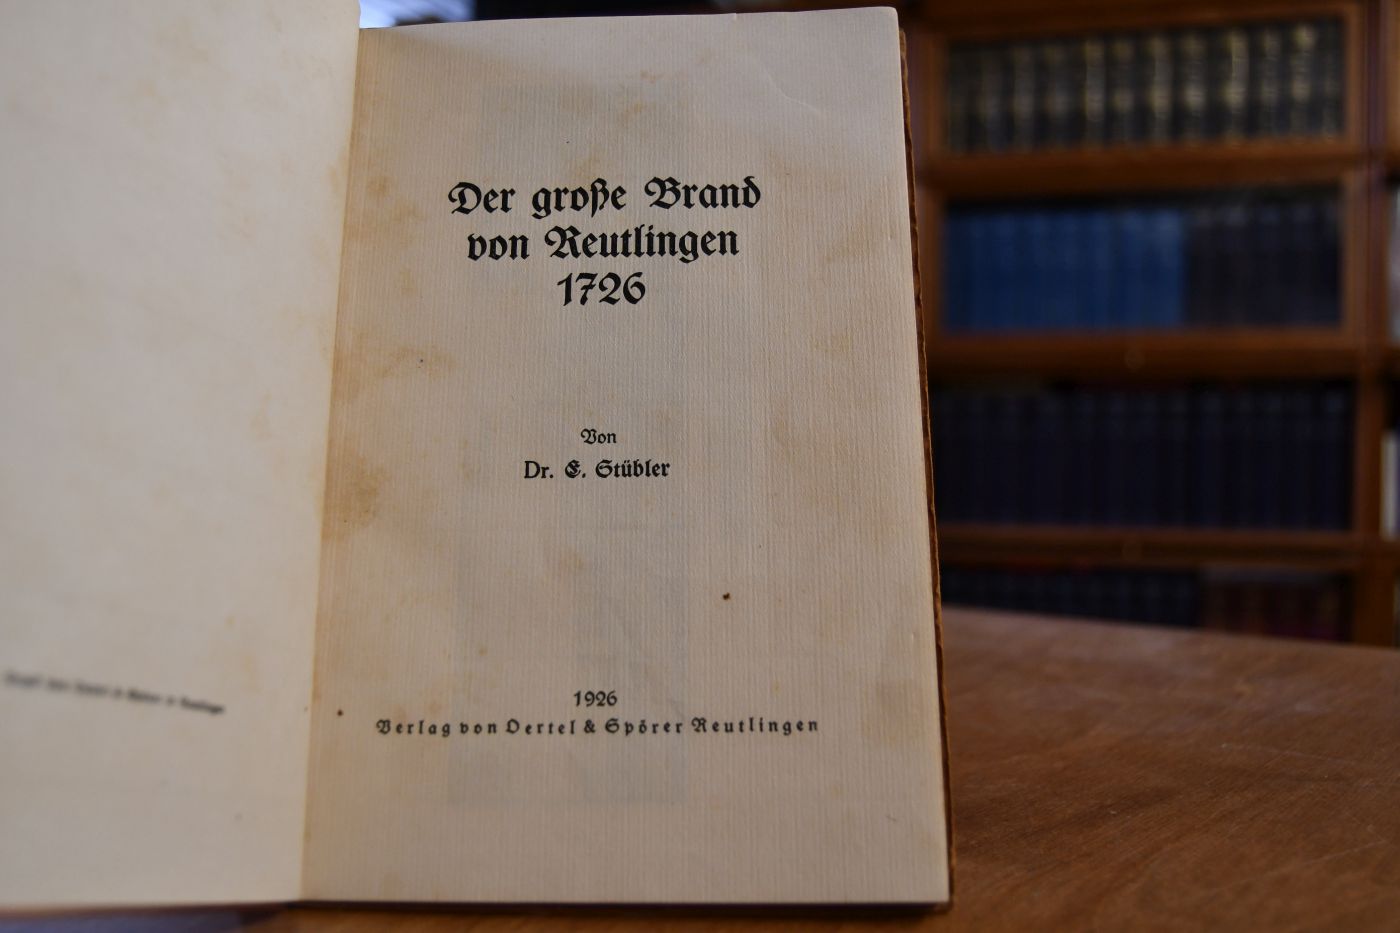 Der große Brand
von Reutlingen
1726
Von
Dr. E. Stübler
1926
Verlag von Oertel & Spörer Reutlingen